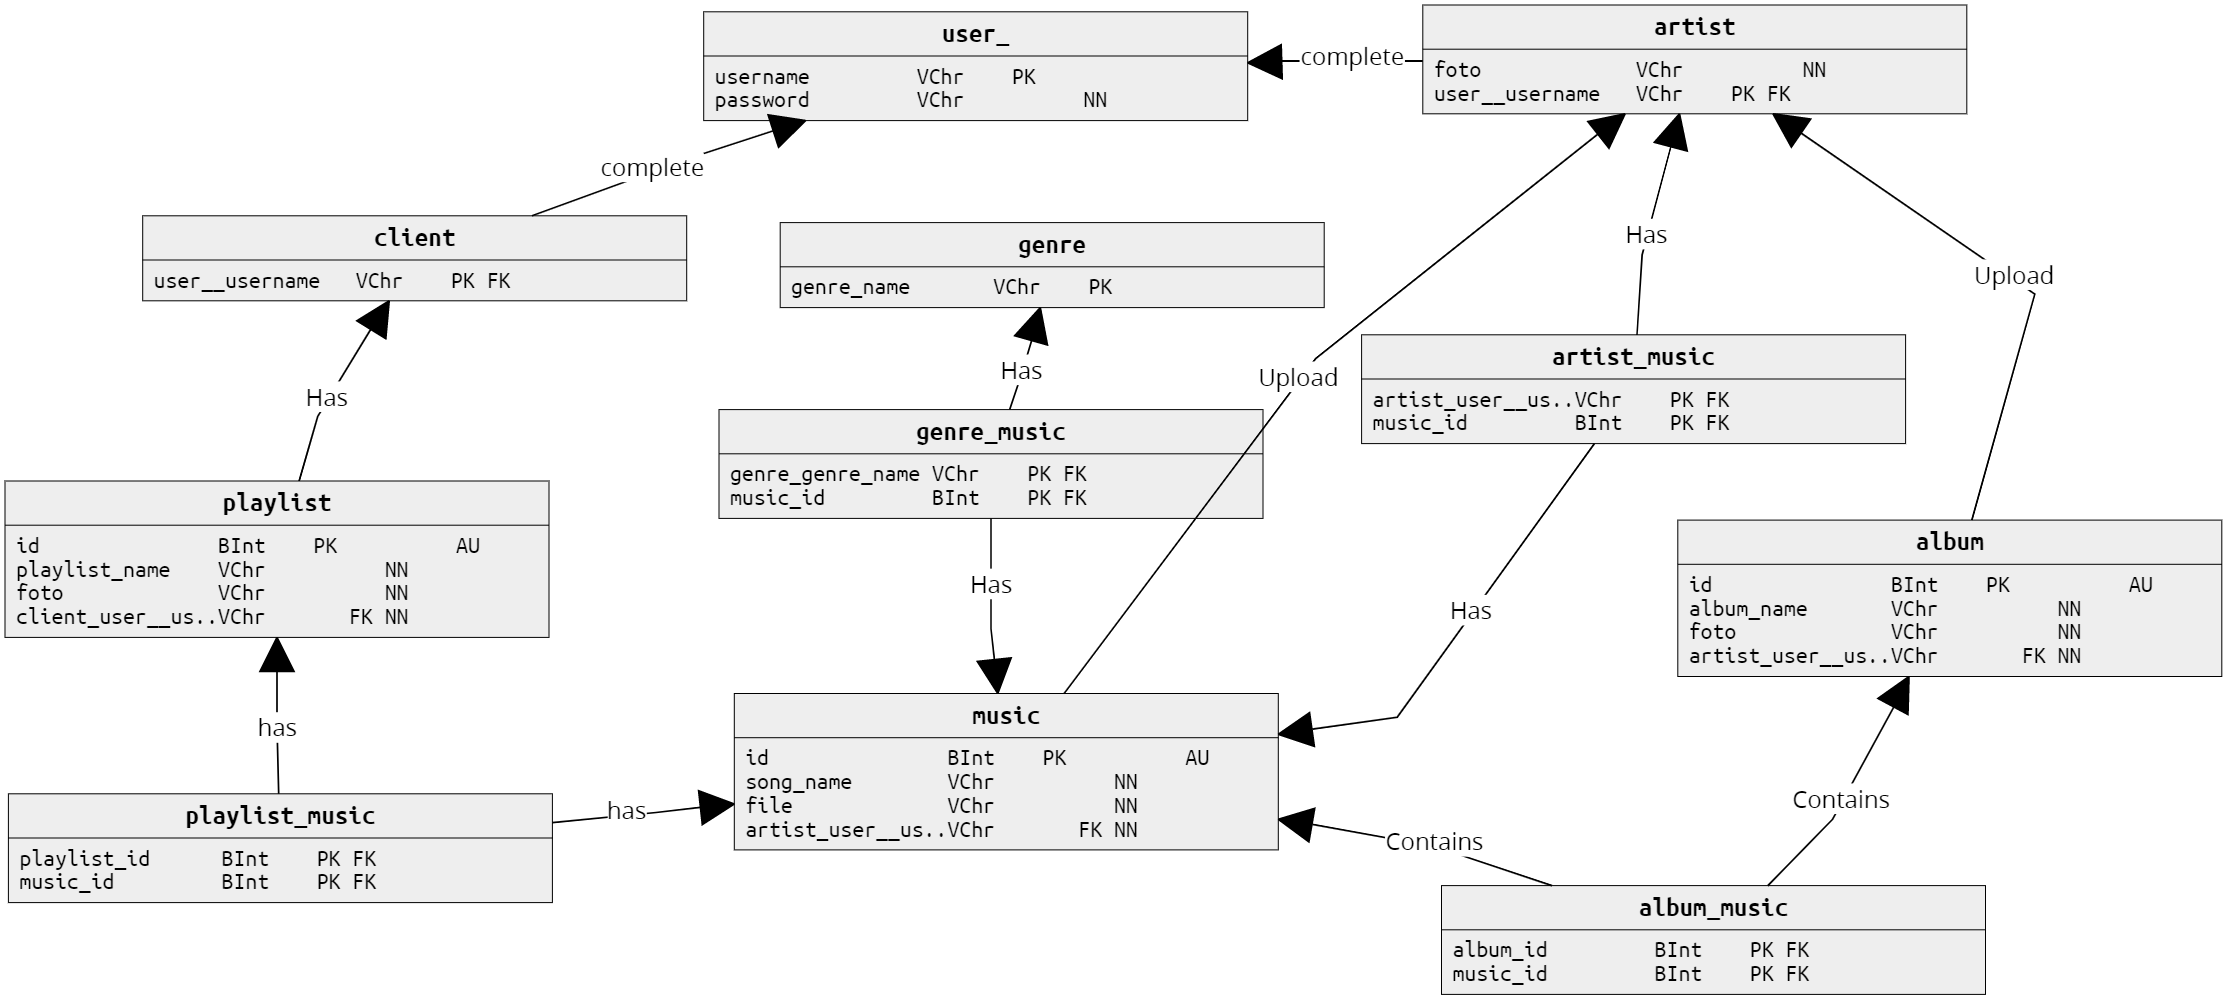 user_
username VChr PK
password VChr NN
complete
artist
foto VChr NN
user__username VChr PK FK
complete
client
user__username VChr PK FK
genre
genre_name VChr PK
Has
Upload
Has
Has
Upload
artist_music
artist_user__us..VChr PK FK
music_id BInt PK FK
genre_music
genre_genre_name VChr PK FK
music_id BInt PK FK
playlist
id BInt PK AU
playlist_name VChr NN
foto VChr NN
client_user__us..VChr FK NN
Has
Has
album
id BInt PK AU
album_name VChr NN
foto VChr NN
artist_user__us..VChr FK NN
has
music
id BInt PK AU
song_name VChr NN
file VChr NN
artist_user__us..VChr FK NN
Contains
playlist_music
playlist_id BInt PK FK
music_id BInt PK FK
has
Contains
album_music
album_id BInt PK FK
music_id BInt PK FK